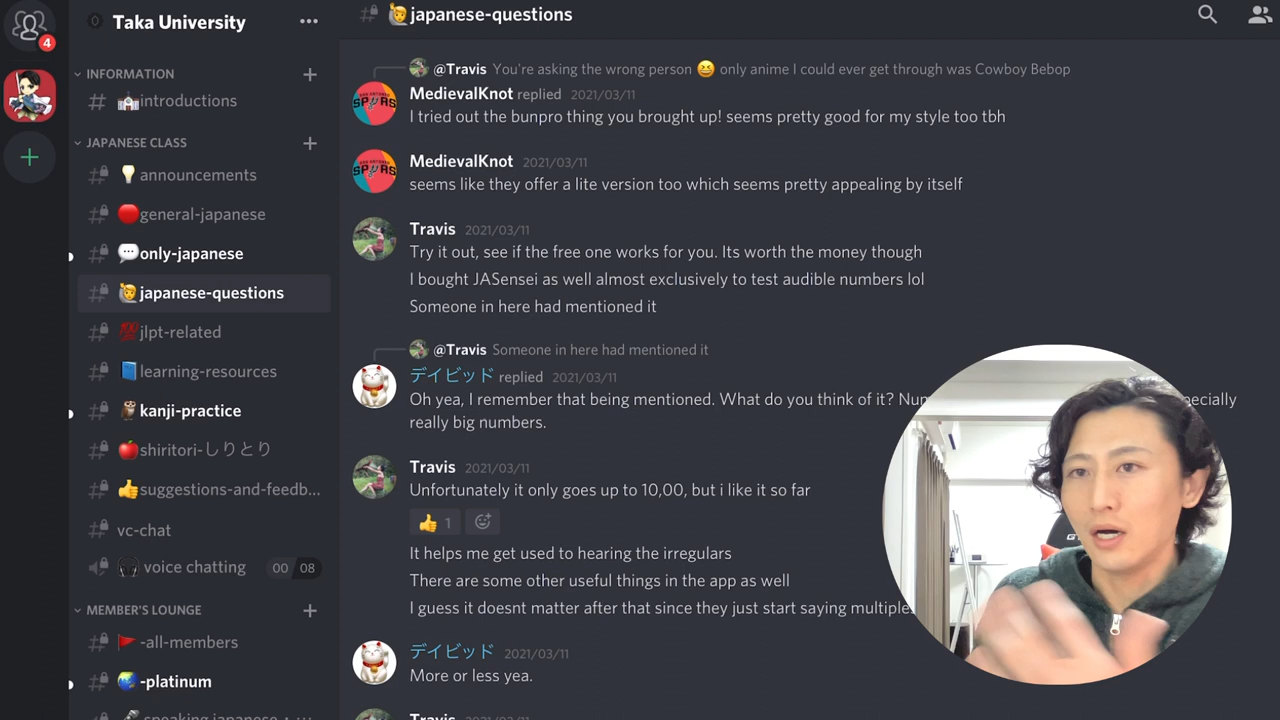 4
Taka University
INFORMATION
introductions
JAPANESE CLASS
announcements
general-japanese
only-japanese
japanese-questions
jlpt-related
learning-resources
kanji-practice
shiritori-しりとり
suggestions-and-feedb...
vc-chat
voice chatting 00 08
MEMBER'S LOUNGE
-all-members
-platinum
japanese-questions
@Travis You're asking the wrong person only anime I could ever get through was Cowboy Bebop
MedievalKnot replied 2021/03/11
I tried out the bunpro thing you brought up! seems pretty good for my style too tbh
MedievalKnot 2021/03/11
seems like they offer a lite version too which seems pretty appealing by itself
Travis 2021/03/11
Try it out, see if the free one works for you. Its worth the money though
I bought JASensei as well almost exclusively to test audible numbers lol
Someone in here had mentioned it
@Travis Someone in here had mentioned it
デイビッド replied 2021/03/11
Oh yea, I remember that being mentioned. What do you think of it?
really big numbers.
Travis 2021/03/11
Unfortunately it only goes up to 10,00, but i like it so far
1
It helps me get used to hearing the irregulars
There are some other useful things in the app as well
I guess it doesnt matter after that since they just start saying multiple
デイビッド 2021/03/11
More or less yea.